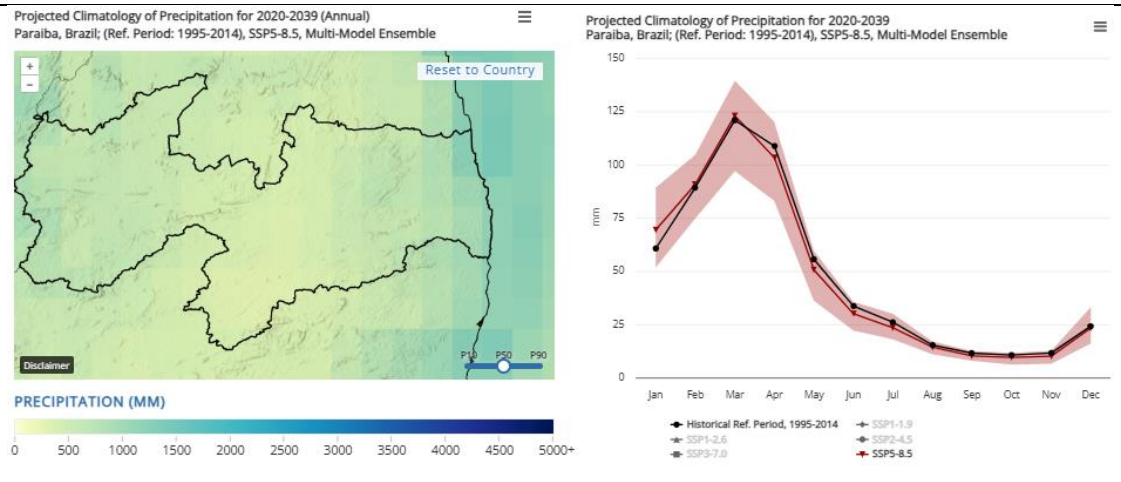 Projected Climatology of Precipitation for 2020-2039 (Annual)
Paraiba, Brazil; (Ref. Period: 1995-2014), SSP5-8.5, Multi-Model Ensemble
+
−
Reset to Country
Disclaimer
P10 P50 P90
PRECIPITATION (MM)
0 500 1000 1500 2000 2500 3000 3500 4000 4500 5000+
Projected Climatology of Precipitation for 2020-2039
Paraiba, Brazil; (Ref. Period: 1995-2014), SSP5-8.5, Multi-Model Ensemble
150
125
100
75
50
25
0
mm
Jan Feb Mar Apr May Jun Jul Aug Sep Oct Nov Dec
Historical Ref. Period, 1995-2014 SSP1-1.9
SSP1-2.6 SSP2-4.5
SSP3-7.0 SSP5-8.5